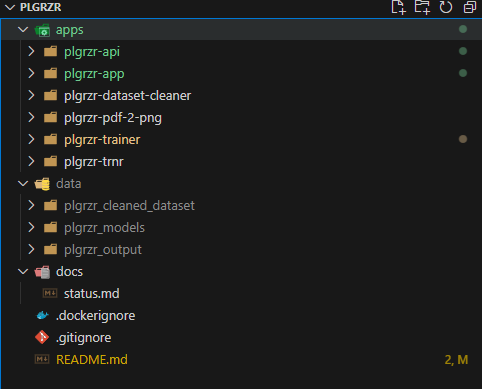 PLGRZR
apps
plgrzr-api
plgrzr-app
plgrzr-dataset-cleaner
plgrzr-pdf-2-png
plgrzr-trainer
plgrzr-trnr
data
plgrzr_cleaned_dataset
plgrzr_models
plgrzr_output
docs
status.md
.dockerignore
.gitignore
README.md 2, M